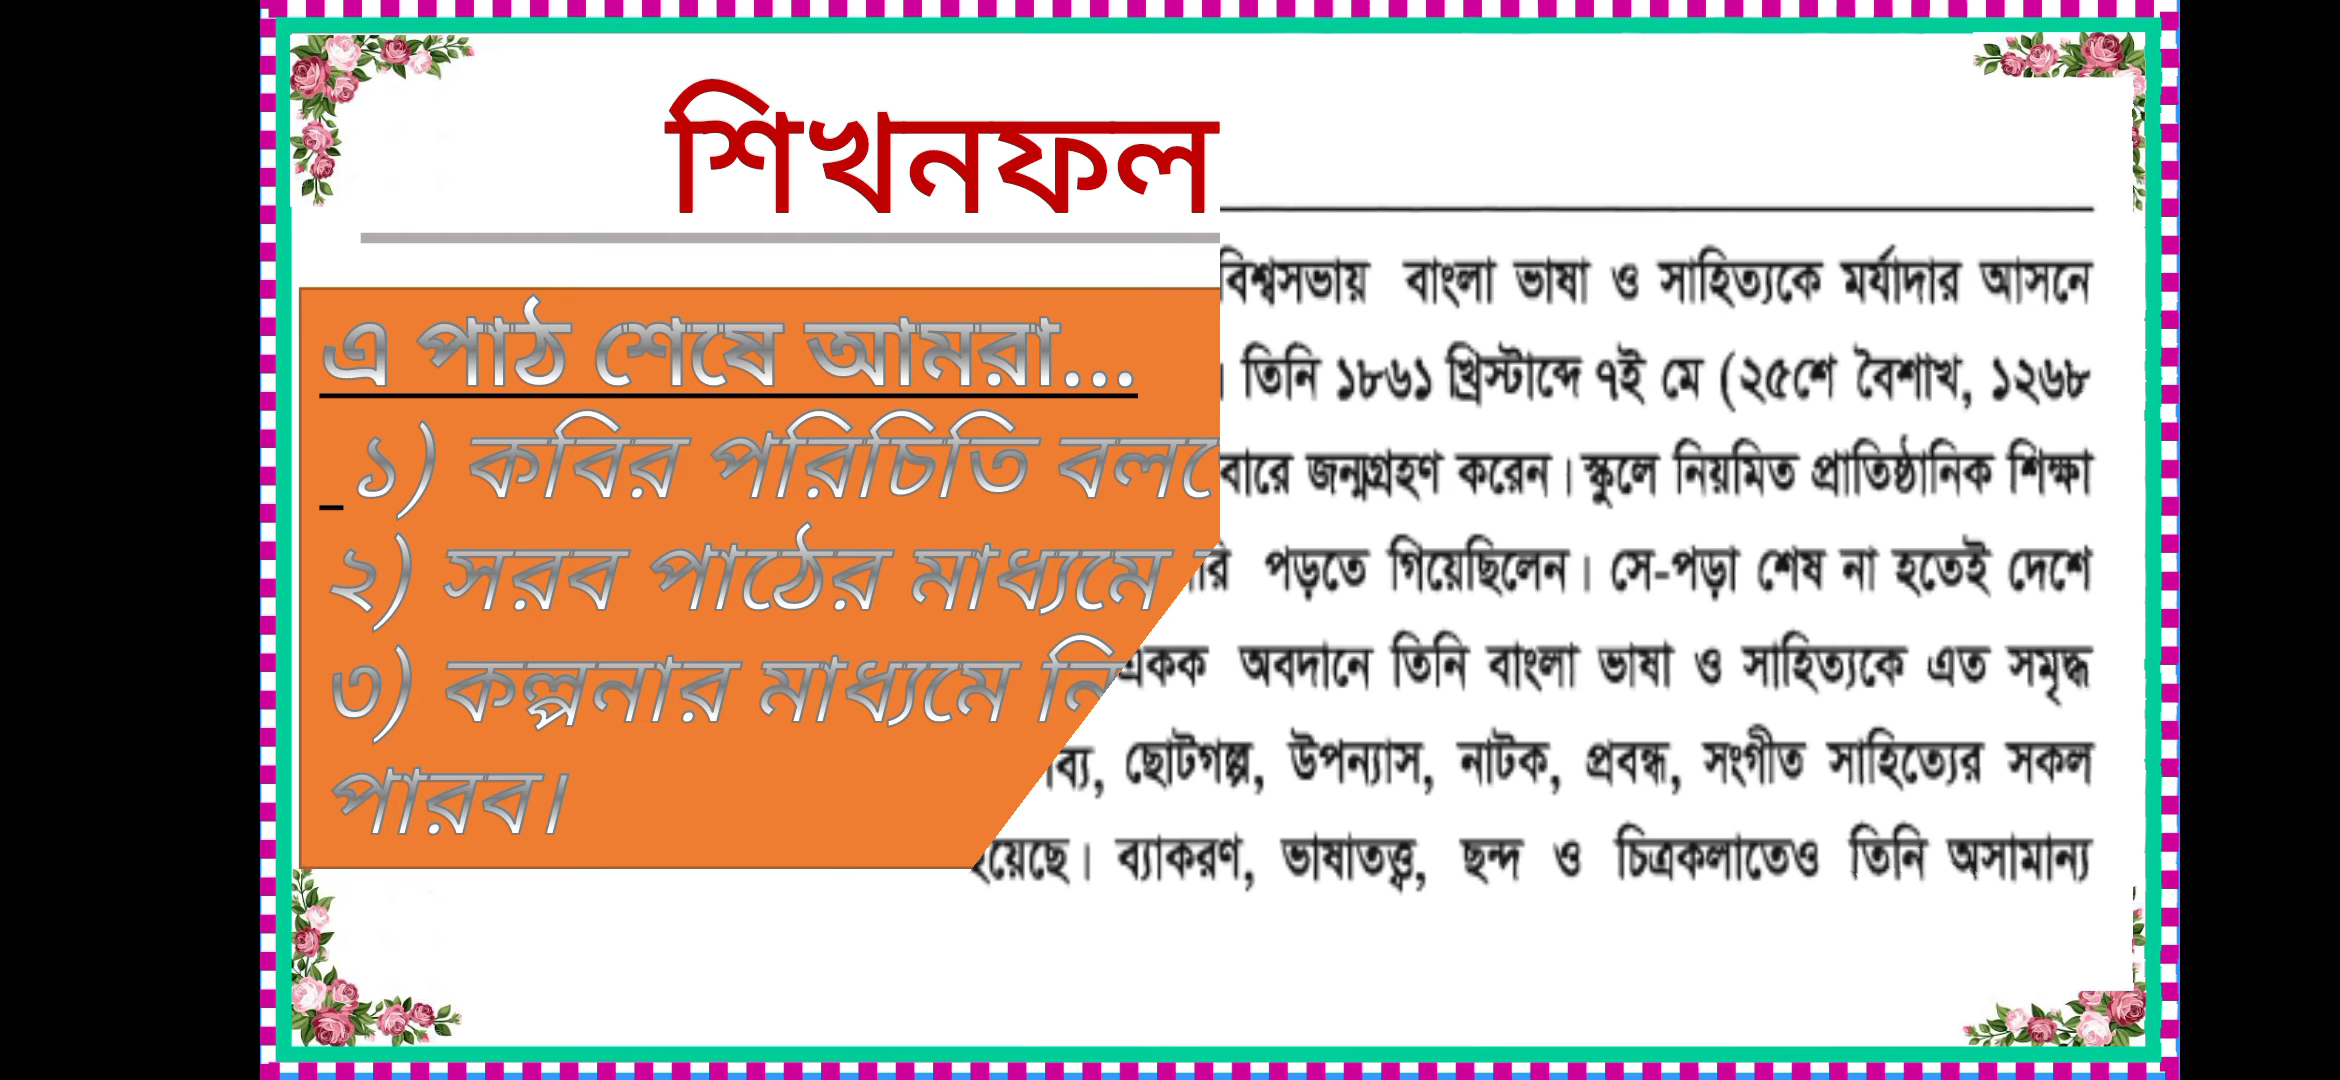 শিখনফল
এ পাঠ শেষে আমরা...
১) কবির পরিচিতি
২) সরব পাঠের মাধ্যমে
৩) কল্পনার মাধ্যমে
পারব।
বিশ্বসভায় বাংলা ভাষা ও সাহিত্যকে মর্যাদার আসনে
। তিনি ১৮৬১ খ্রিস্টাব্দে ৭ই মে (২৫শে বৈশাখ, ১২৬৮
জন্মগ্রহণ করেন। স্কুলে নিয়মিত প্রাতিষ্ঠানিক শিক্ষা
পড়তে গিয়েছিলেন। সে-পড়া শেষ না হতেই দেশে
একক অবদানে তিনি বাংলা ভাষা ও সাহিত্যকে এত সমৃদ্ধ
ছোটগল্প, উপন্যাস, নাটক, প্রবন্ধ, সংগীত সাহিত্যের সকল
হয়েছে। ব্যাকরণ, ভাষাতত্ত্ব, ছন্দ ও চিত্রকলাতেও তিনি অসামান্য